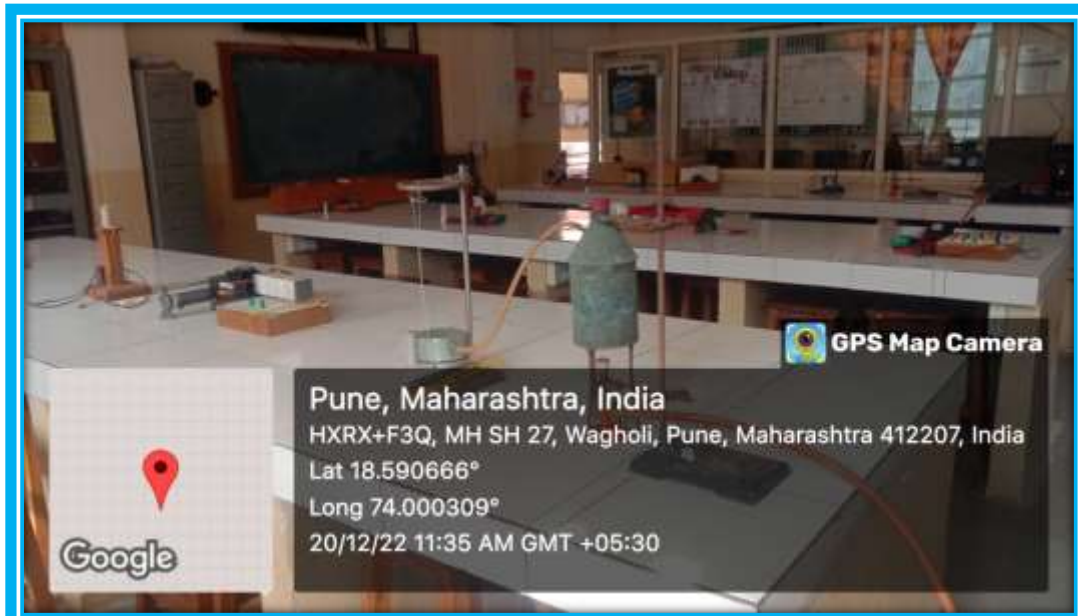 GPS Map Camera
Pune, Maharashtra, India
HXRX+F3Q, MH SH 27, Wagholi, Pune, Maharashtra 412207, India
Lat 18.590666°
Long 74.000309°
20/12/22 11:35 AM GMT +05:30
Google